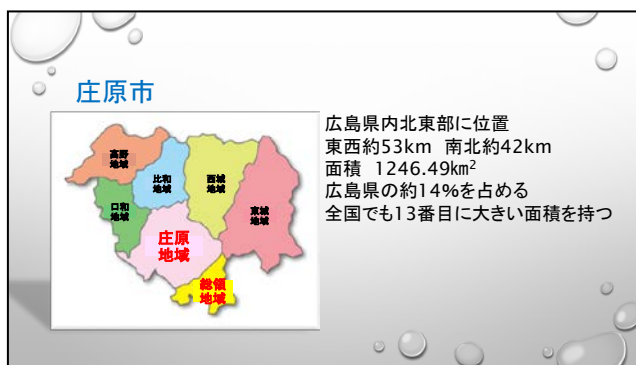 庄原市
高野
地域
比和
地域
西城
地域
東城
地域
口和
地域
庄原
地域
総領
地域
広島県内北東部に位置
東西約53km 南北約42km
面積 1246.49㎢
広島県の約14%を占める
全国でも13番目に大きい面積を持つ